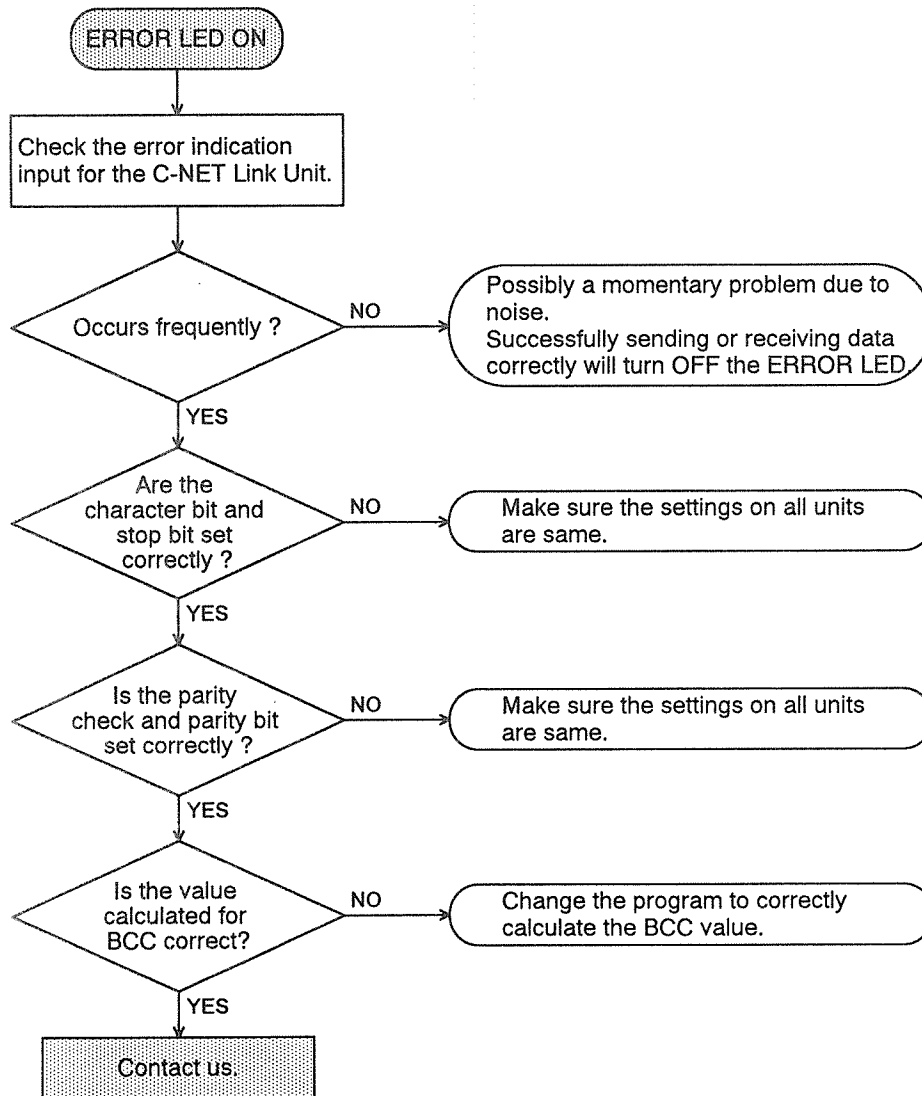 ERROR LED ON
Check the error indication
input for the C-NET Link Unit.
Occurs frequently ?
NO
Possibly a momentary problem due to
noise.
Successfully sending or receiving data
correctly will turn OFF the ERROR LED.
YES
Are the
character bit and
stop bit set
correctly ?
NO
Make sure the settings on all units
are same.
YES
Is the parity
check and parity bit
set correctly ?
NO
Make sure the settings on all units
are same.
YES
Is the value
calculated for
BCC correct?
NO
Change the program to correctly
calculate the BCC value.
YES
Contact us.